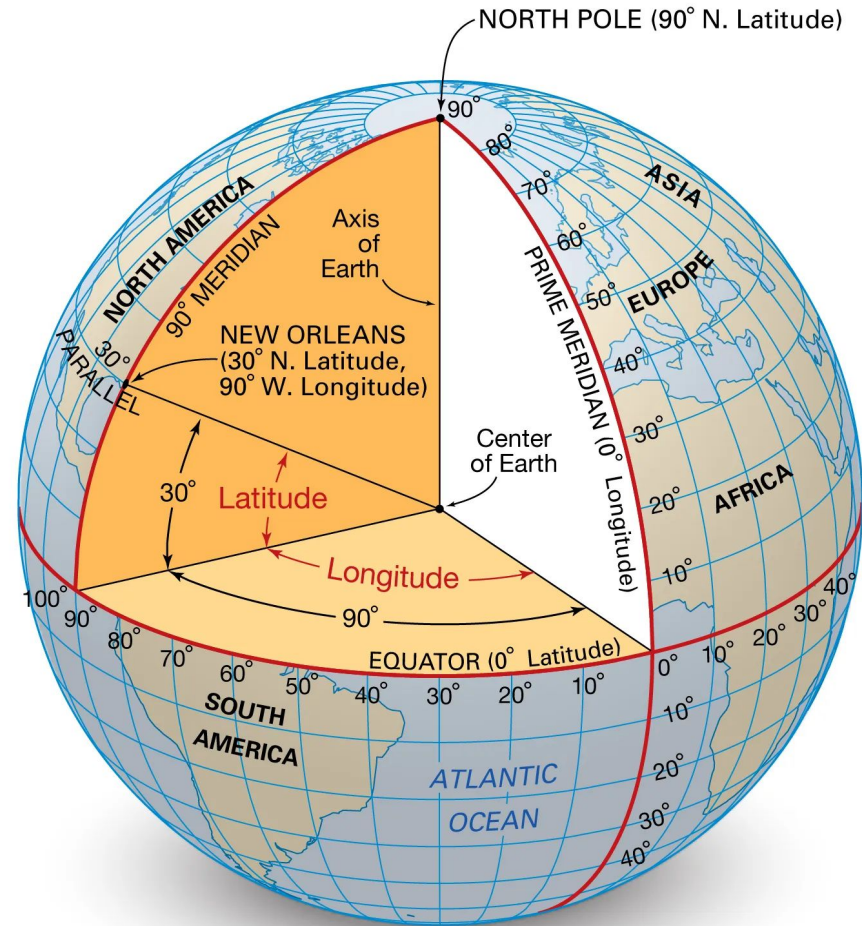 NORTH POLE (90° N. Latitude)
90°
80°
70°
60°
50°
40°
30°
20°
10°
ASIA
EUROPE
AFRICA
PRIME MERIDIAN (0° Longitude)
NORTH AMERICA
90° MERIDIAN
Axis
of
Earth
NEW ORLEANS
(30° N. Latitude,
90° W. Longitude)
30°
PARALLEL
Center
of Earth
30°
Latitude
Longitude
90°
EQUATOR (0° Latitude)
100°
90°
80°
70°
60°
50°
40°
30°
20°
10°
0°
10°
20°
30°
40°
10°
20°
30°
40°
SOUTH
AMERICA
ATLANTIC
OCEAN